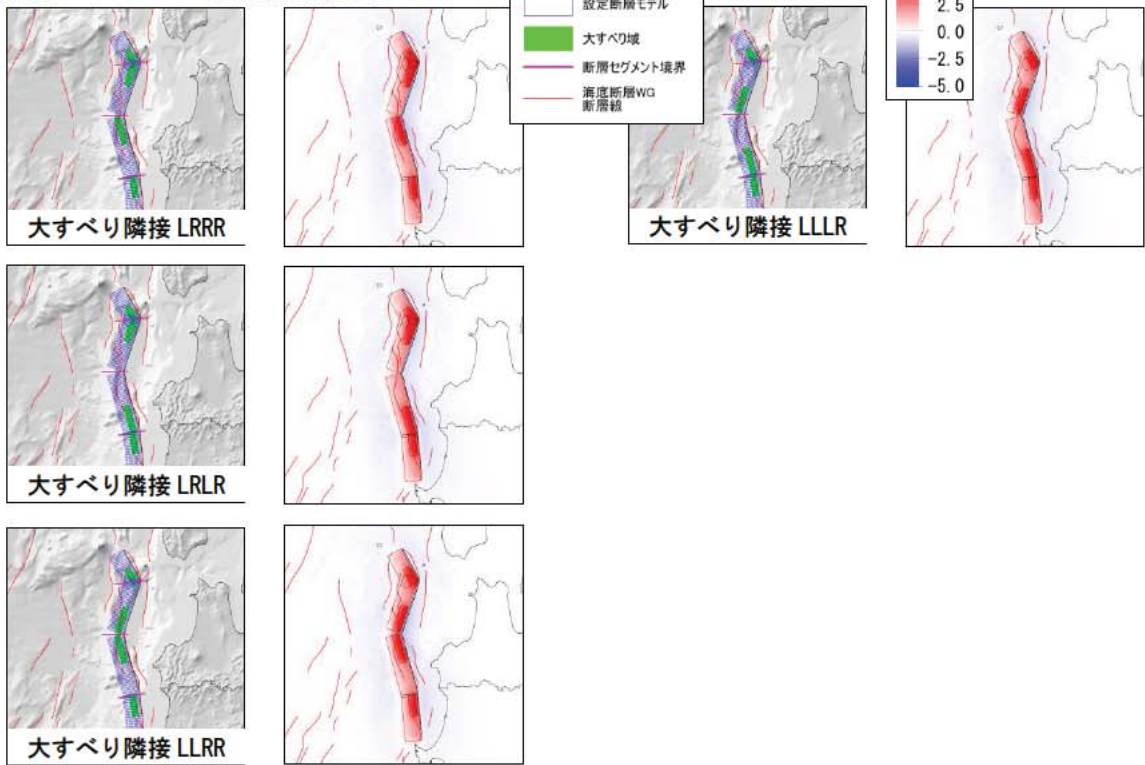 設定断層モデル
大すべり域
断層セグメント境界
海底断層WG
断層線
2.5
0.0
-2.5
-5.0
大すべり隣接 LRRR
大すべり隣接 LLLR
大すべり隣接 LRLR
大すべり隣接 LLRR